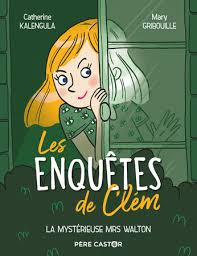 Catherine
KALENGULA
Mary
GRIBOUILLE
Les
ENQUÊTES
de Clém
LA MYSTÉRIEUSE MRS WALTON
PÈRE CASTOR